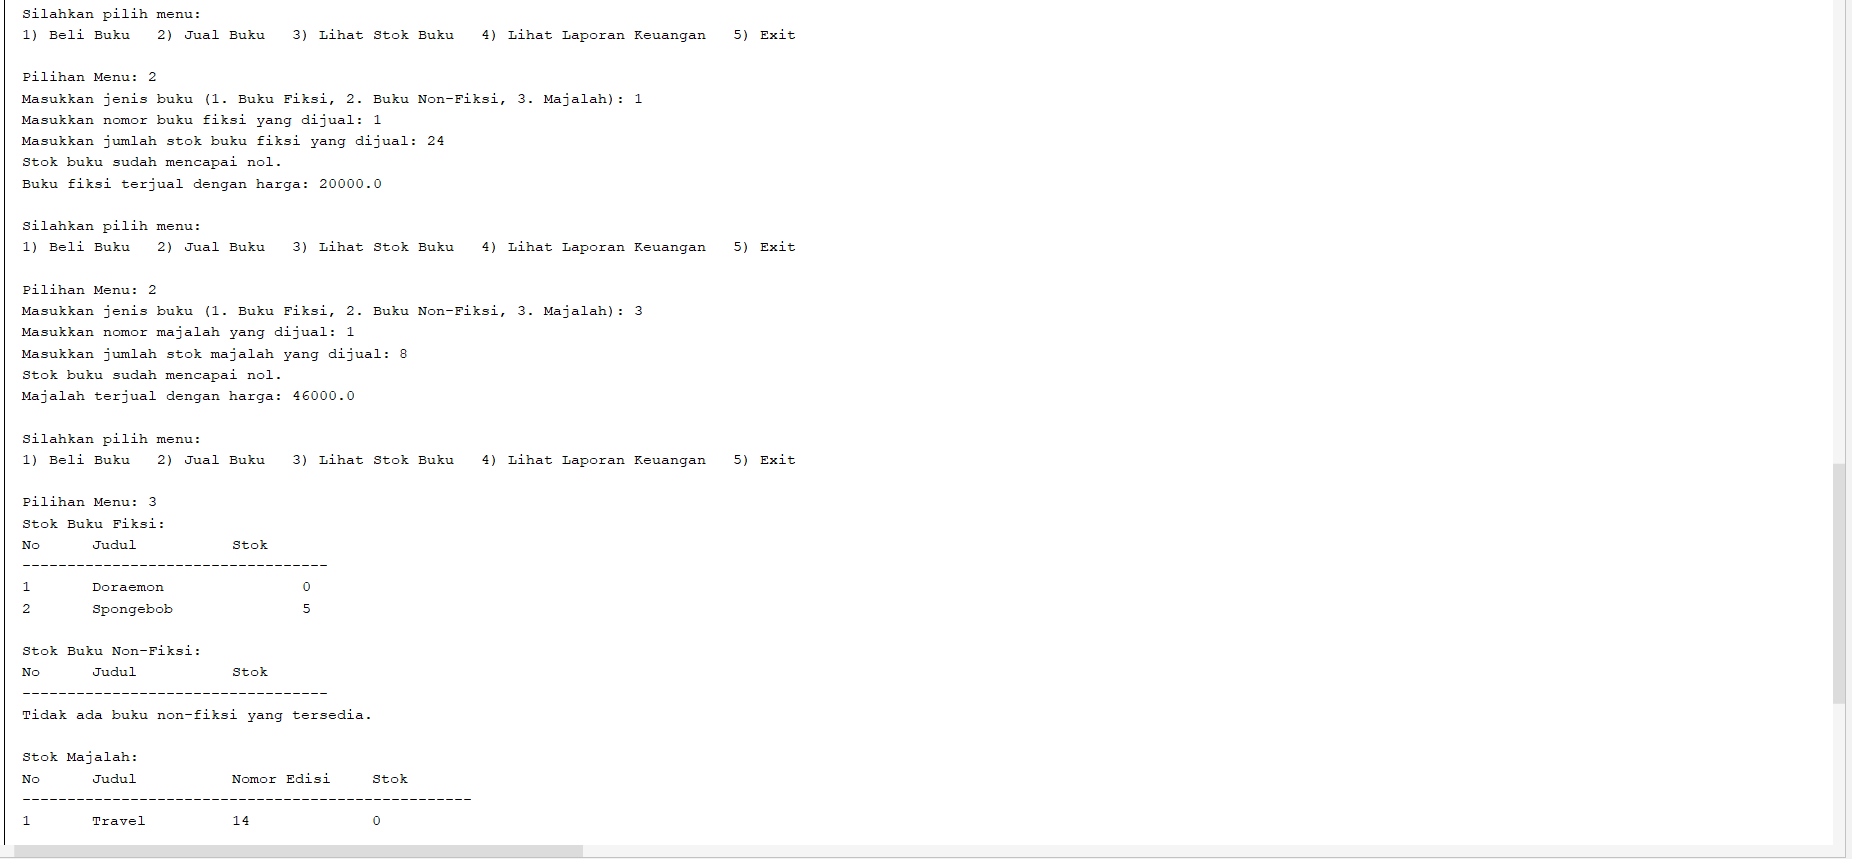 Silahkan pilih menu:
1) Beli Buku   2) Jual Buku   3) Lihat Stok Buku   4) Lihat Laporan Keuangan   5) Exit
Pilihan Menu: 2
Masukkan jenis buku (1. Buku Fiksi, 2. Buku Non-Fiksi, 3. Majalah): 1
Masukkan nomor buku fiksi yang dijual: 1
Masukkan jumlah stok buku fiksi yang dijual: 24
Stok buku sudah mencapai nol.
Buku fiksi terjual dengan harga: 20000.0
Silahkan pilih menu:
1) Beli Buku   2) Jual Buku   3) Lihat Stok Buku   4) Lihat Laporan Keuangan   5) Exit
Pilihan Menu: 2
Masukkan jenis buku (1. Buku Fiksi, 2. Buku Non-Fiksi, 3. Majalah): 3
Masukkan nomor majalah yang dijual: 1
Masukkan jumlah stok majalah yang dijual: 8
Stok buku sudah mencapai nol.
Majalah terjual dengan harga: 46000.0
Silahkan pilih menu:
1) Beli Buku   2) Jual Buku   3) Lihat Stok Buku   4) Lihat Laporan Keuangan   5) Exit
Pilihan Menu: 3
Stok Buku Fiksi:
No      Judul           Stok
----------------------------------
1       Doraemon                0
2       Spongebob               5
Stok Buku Non-Fiksi:
No      Judul           Stok
----------------------------------
Tidak ada buku non-fiksi yang tersedia.
Stok Majalah:
No      Judul           Nomor Edisi     Stok
--------------------------------------------------
1       Travel          14              0